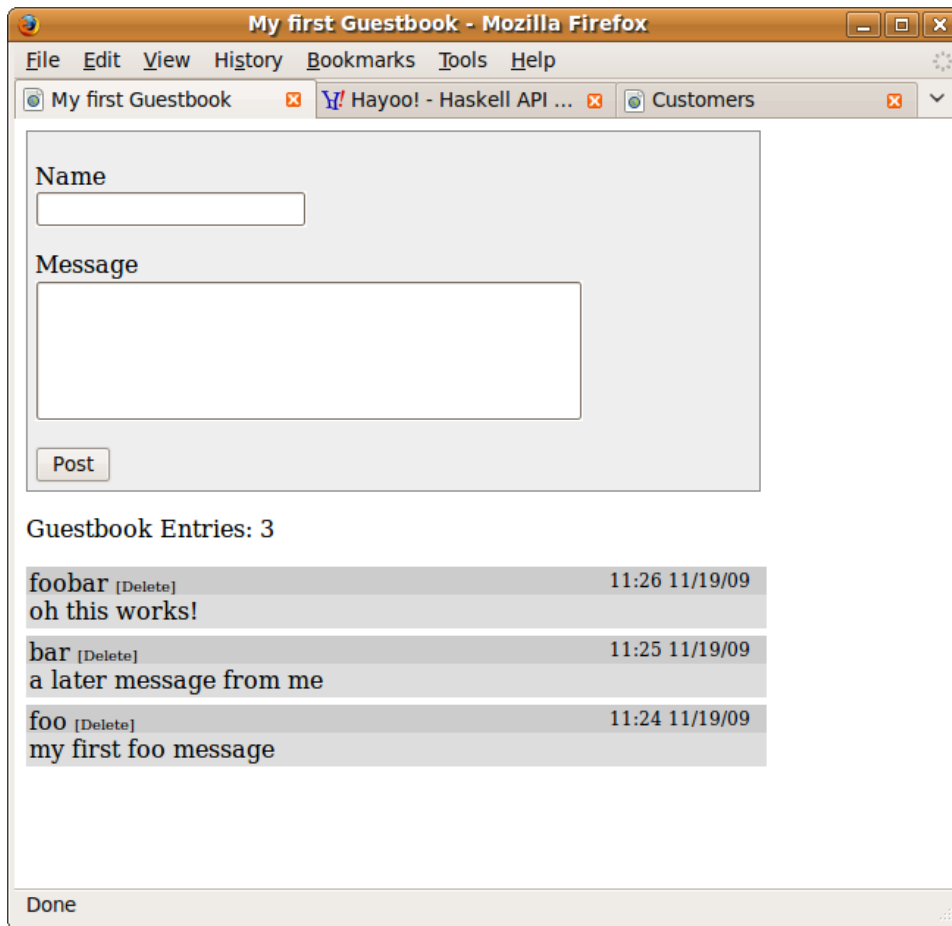 My first Guestbook - Mozilla Firefox
File Edit View History Bookmarks Tools Help
My first Guestbook Hayoo! - Haskell API ... Customers
Name
Message
Post
Guestbook Entries: 3
foobar [Delete] 11:26 11/19/09
oh this works!
bar [Delete] 11:25 11/19/09
a later message from me
foo [Delete] 11:24 11/19/09
my first foo message
Done